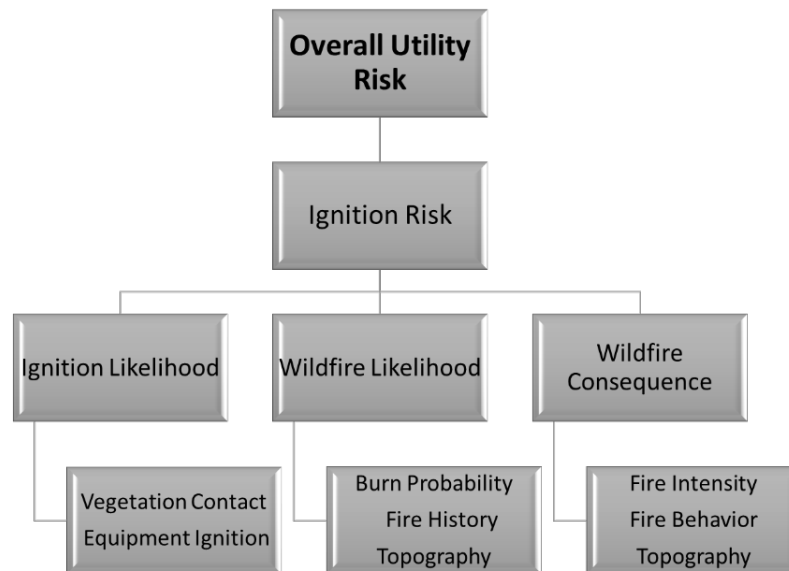 Overall Utility
Risk
Ignition Risk
Ignition Likelihood
Wildfire Likelihood
Wildfire
Consequence
Vegetation Contact
Equipment Ignition
Burn Probability
Fire History
Topography
Fire Intensity
Fire Behavior
Topography